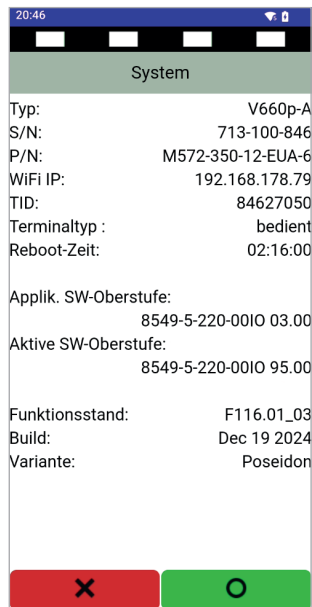 20:46
System
Typ: V660p-A
S/N: 713-100-846
P/N: M572-350-12-EUA-6
WiFi IP: 192.168.178.79
TID: 84627050
Terminaltyp : bedient
Reboot-Zeit: 02:16:00
Applik. SW-Oberstufe:
8549-5-220-00IO 03.00
Aktive SW-Oberstufe:
8549-5-220-00IO 95.00
Funktionsstand: F116.01_03
Build: Dec 19 2024
Variante: Poseidon